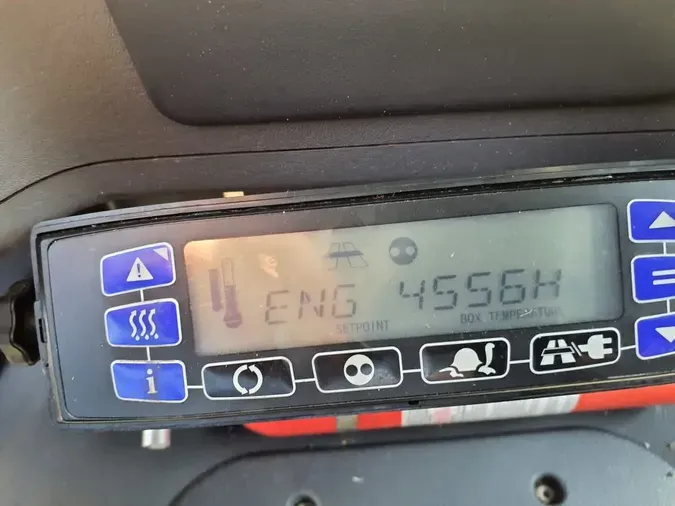 ENG 4556H
SETPOINT BOX TEMPERATURE
i